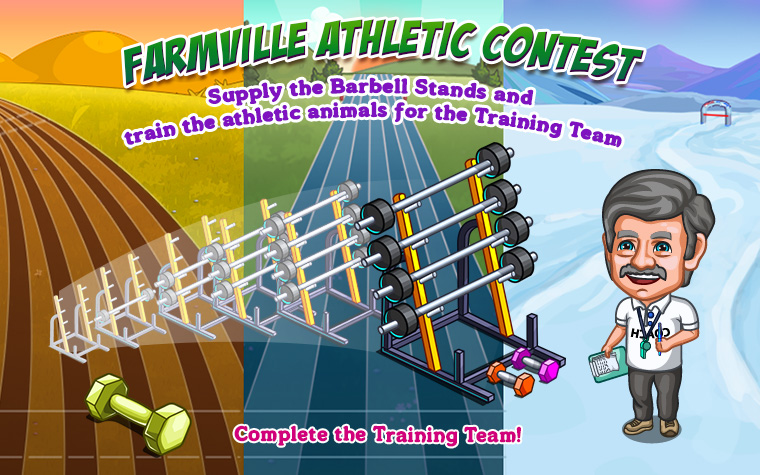 FARMVILLE ATHLETIC CONTEST
Supply the Barbell Stands and
train the athletic animals for the Training Team
COACH
Complete the Training Team!